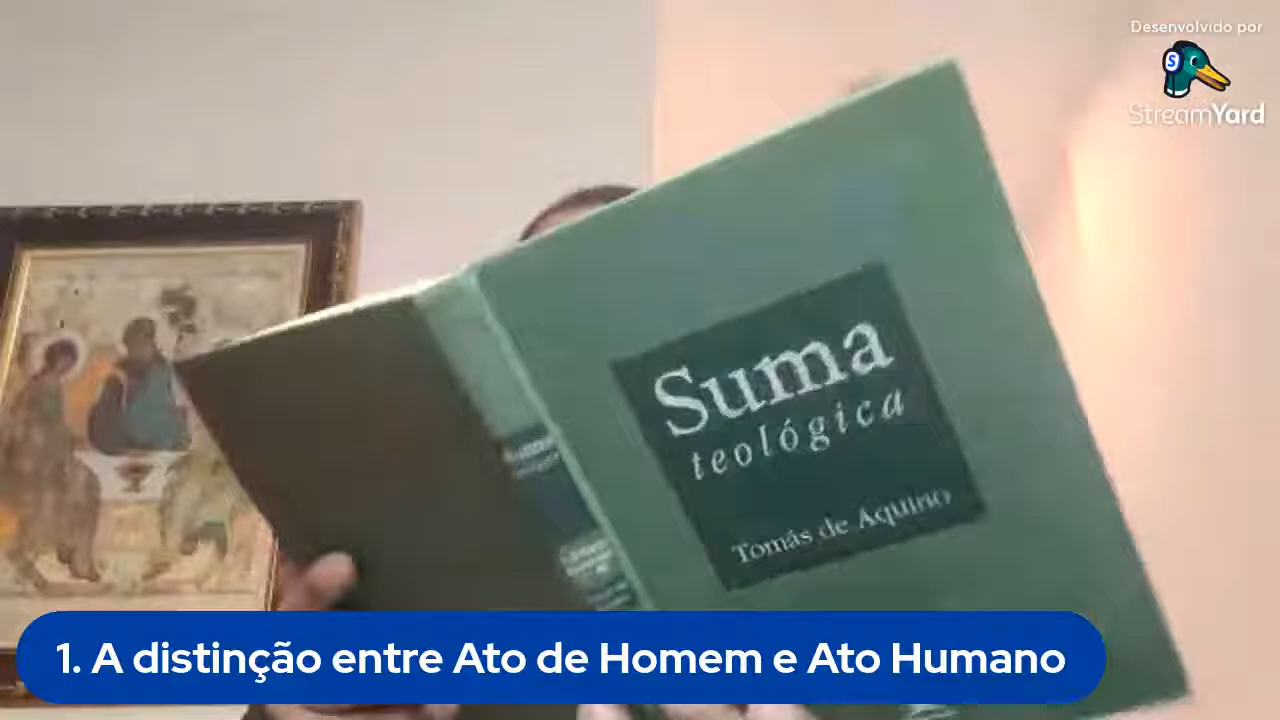 Desenvolvido por
StreamYard
Suma
teológica
Tomás de Aquino
1. A distinção entre Ato de Homem e Ato Humano